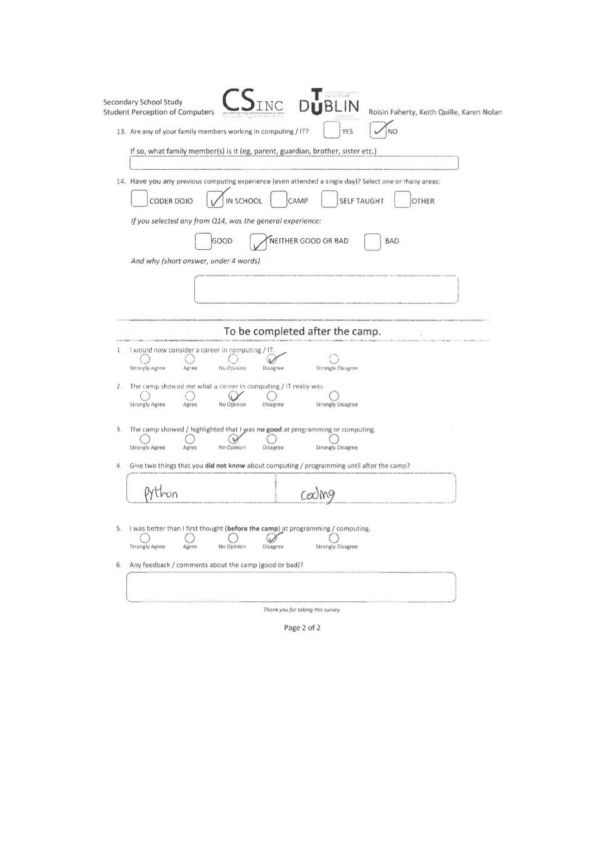 Secondary School Study
Student Perception of Computers
CSINC
DUBLIN
Roisin Faherty, Keith Quille, Karen Nolan
13. Are any of your family members working in computing / IT? YES NO
If so, what family member(s) is it (eg, parent, guardian, brother, sister etc.)
14. Have you any previous computing experience (even attended a single day)? Select one or many areas:
CODER DOJO IN SCHOOL CAMP SELF TAUGHT OTHER
If you selected any from Q14, was the general experience:
GOOD NEITHER GOOD OR BAD BAD
And why (short answer, under 4 words)
To be completed after the camp.
1. I would now consider a career in computing / IT.
Strongly Agree Agree No Opinion Disagree Strongly Disagree
2. The camp showed me what a career in computing / IT really was.
Strongly Agree Agree No Opinion Disagree Strongly Disagree
3. The camp showed / highlighted that I was no good at programming or computing.
Strongly Agree Agree No Opinion Disagree Strongly Disagree
4. Give two things that you did not know about computing / programming until after the camp?
Python coding
5. I was better than I first thought (before the camp) at programming / computing.
Strongly Agree Agree No Opinion Disagree Strongly Disagree
6. Any feedback / comments about the camp (good or bad)?
Thank you for taking this survey.
Page 2 of 2